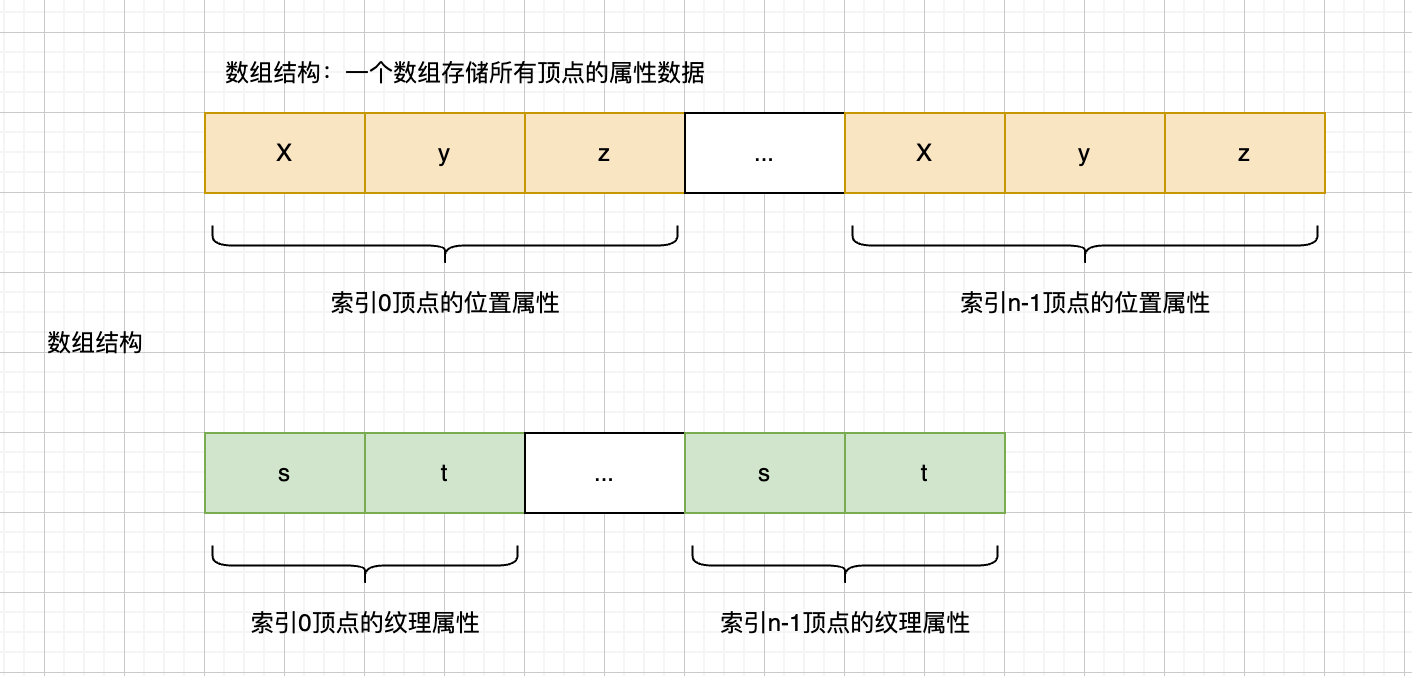 数组结构：一个数组存储所有顶点的属性数据
X y z ... X y z
索引0顶点的位置属性 索引n-1顶点的位置属性
数组结构
s t ... s t
索引0顶点的纹理属性 索引n-1顶点的纹理属性